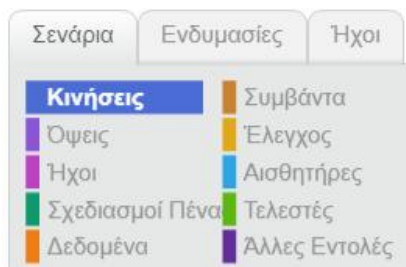 Σενάρια Ενδυμασίες Ήχοι
Κινήσεις Συμβάντα
Όψεις Έλεγχος
Ήχοι Αισθητήρες
Σχεδιασμοί Πένα Τελεστές
Δεδομένα Άλλες Εντολές